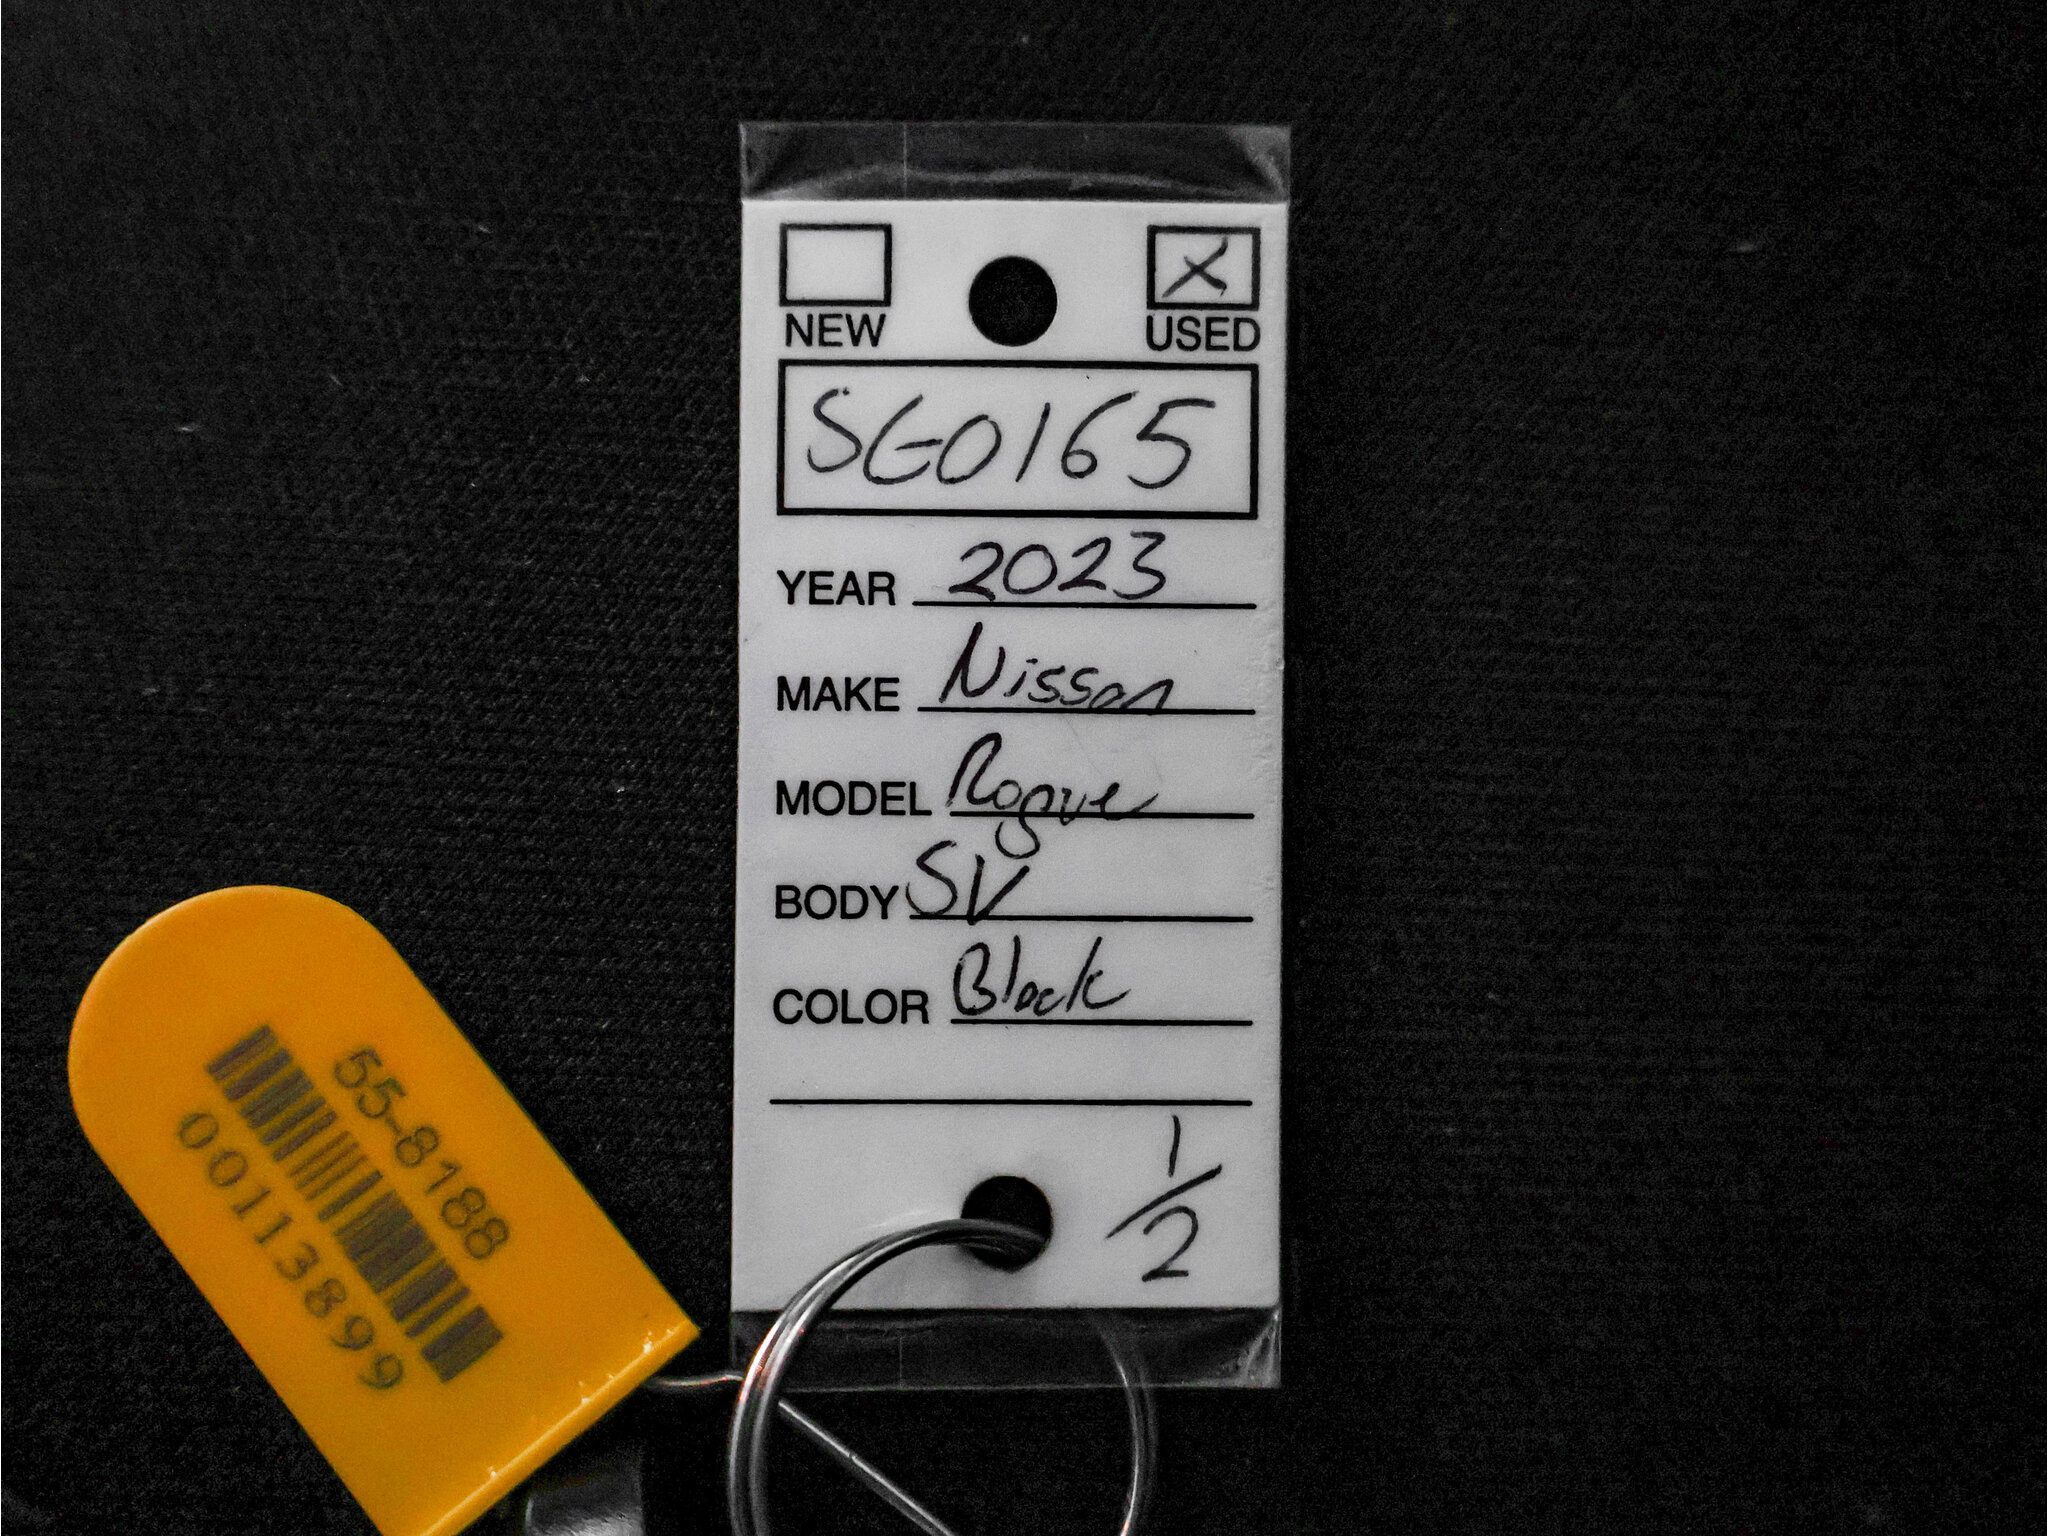 X
NEW USED
SG0165
YEAR 2023
MAKE Nissan
MODEL Rogue
BODY SV
COLOR Black
1/2
55-8188
00113899